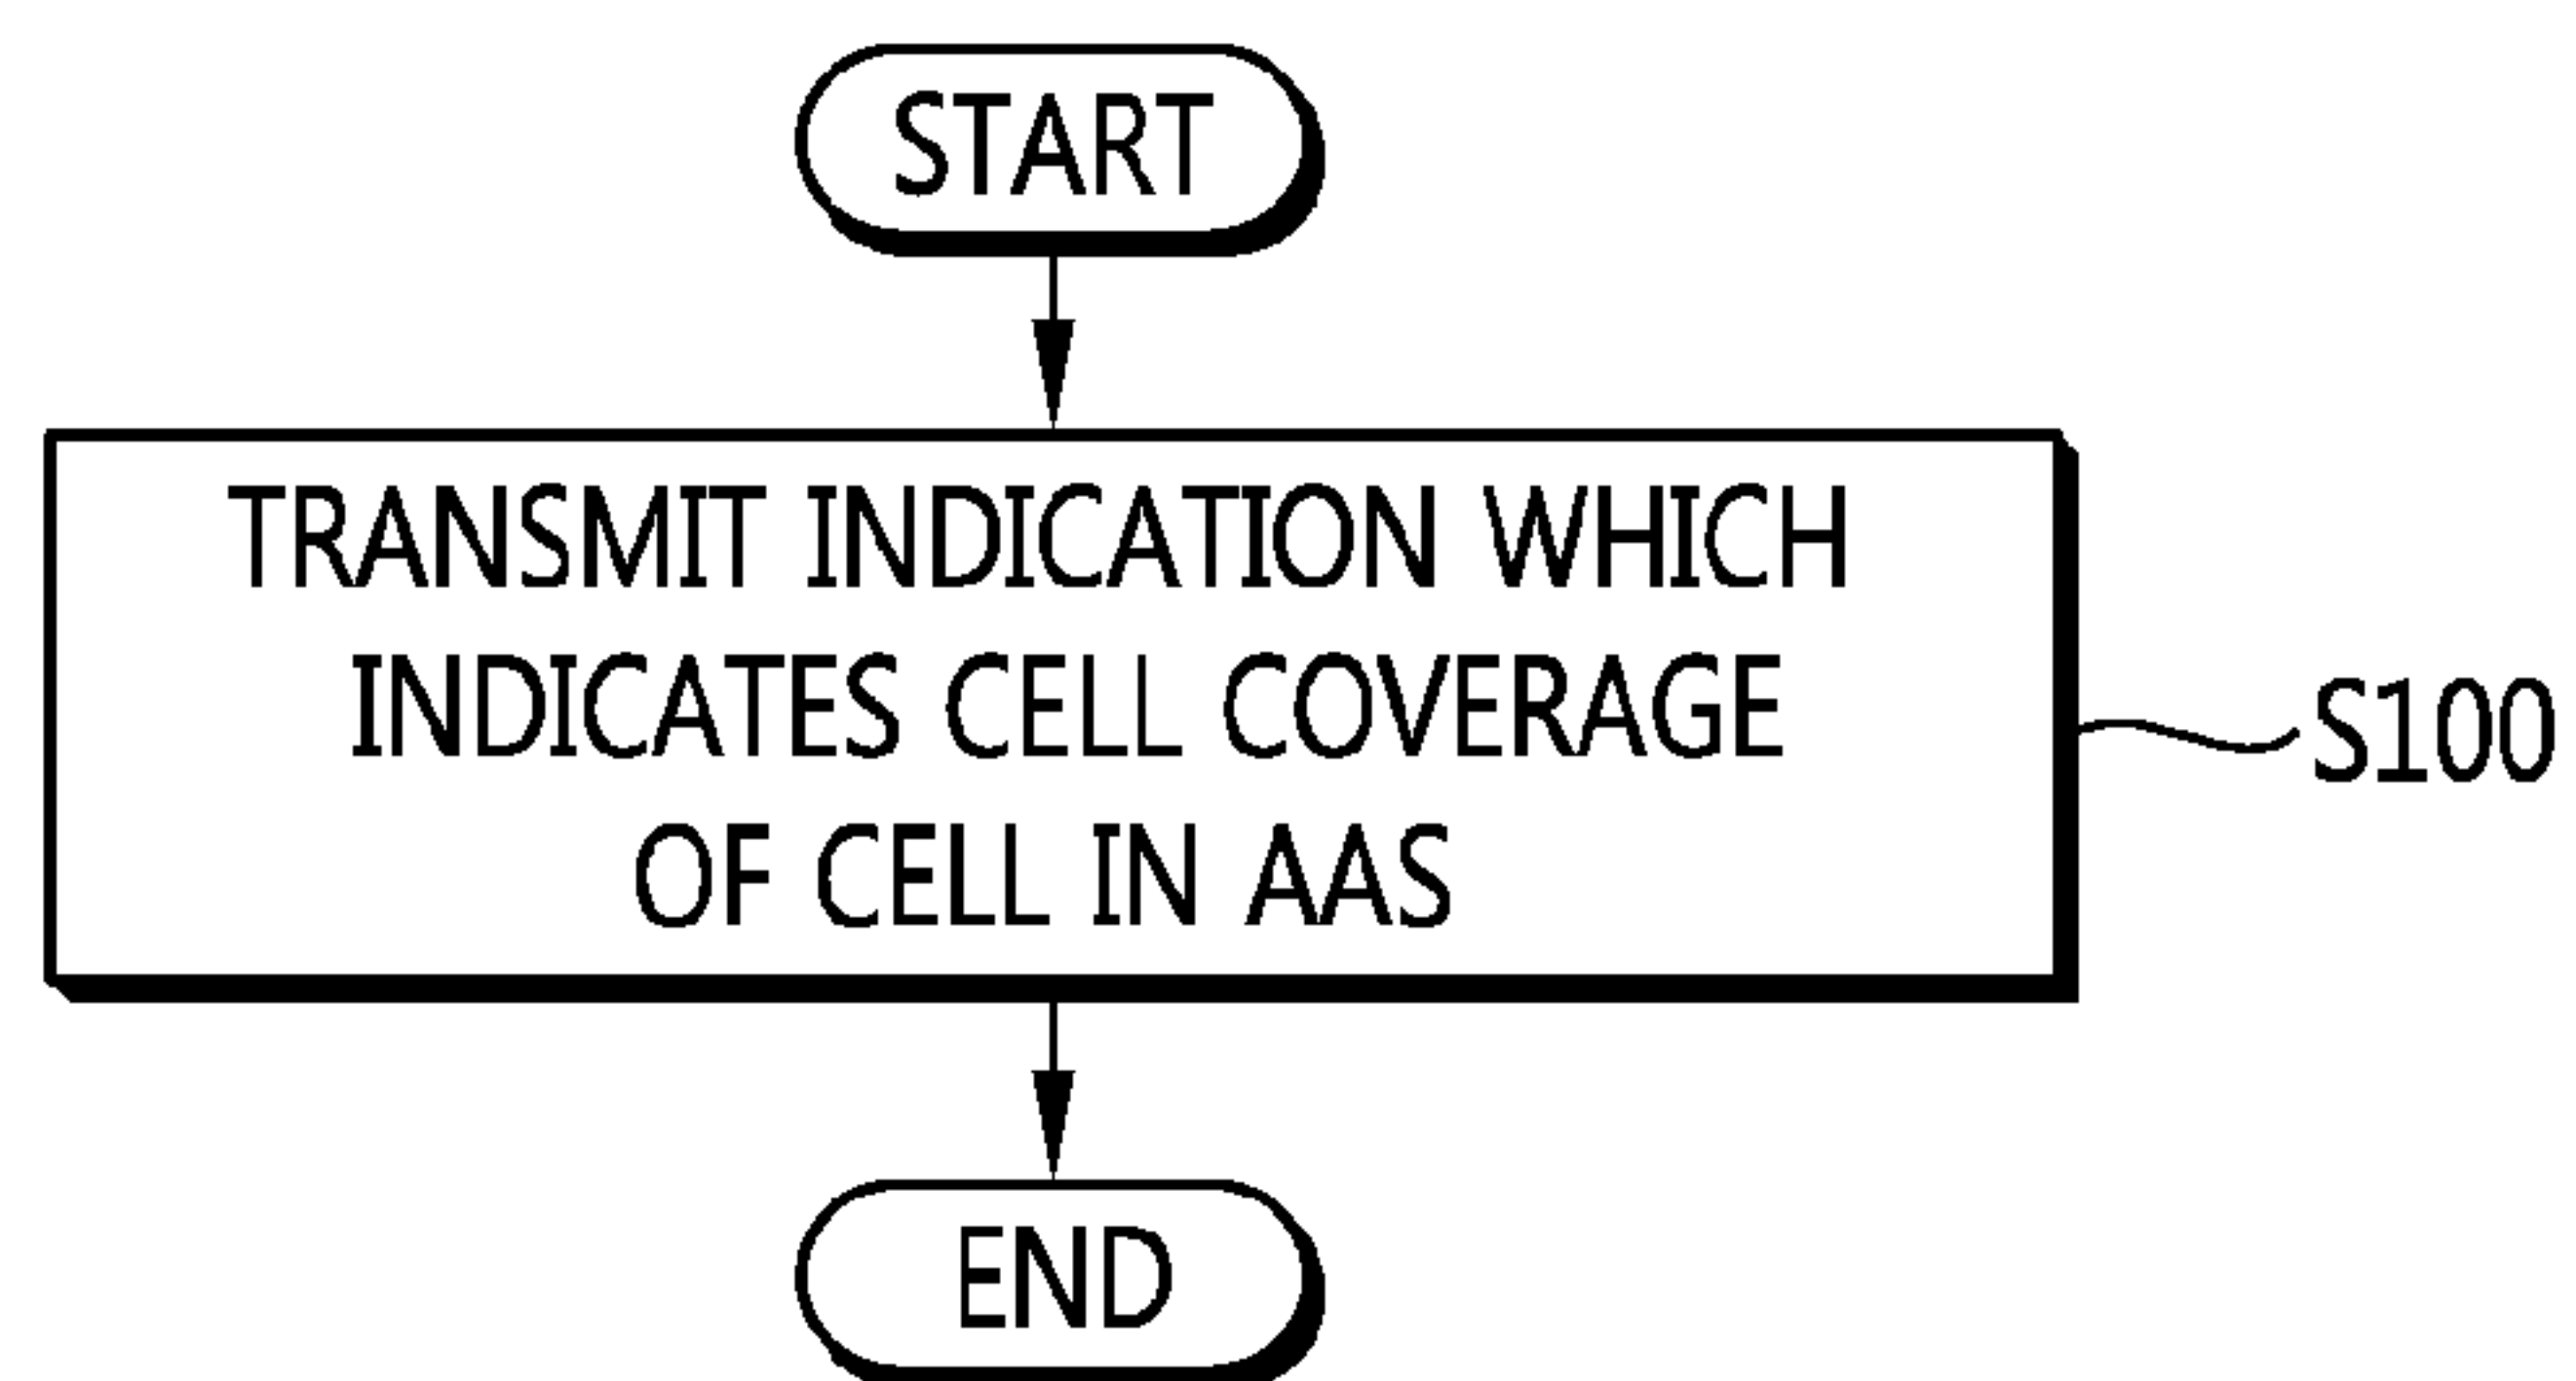 START
TRANSMIT INDICATION WHICH
INDICATES CELL COVERAGE
OF CELL IN AAS
S100
END